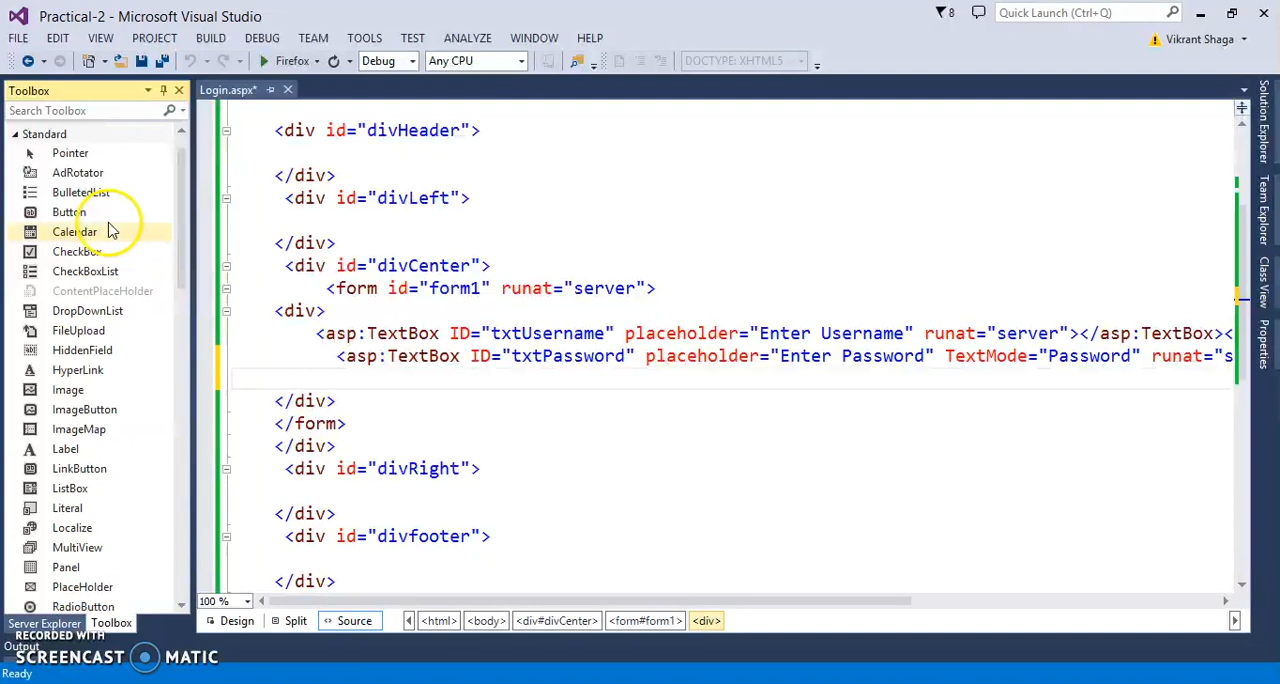 Practical-2 - Microsoft Visual Studio
8
Quick Launch (Ctrl+Q)
FILE EDIT VIEW PROJECT BUILD DEBUG TEAM TOOLS TEST ANALYZE WINDOW HELP
Vikrant Shaga
Firefox
Debug
Any CPU
DOCTYPE: XHTML5
Toolbox
Search Toolbox
Standard
Pointer
AdRotator
BulletedList
Button
Calendar
CheckBox
CheckBoxList
ContentPlaceHolder
DropDownList
FileUpload
HiddenField
HyperLink
Image
ImageButton
ImageMap
Label
LinkButton
ListBox
Literal
Localize
MultiView
Panel
PlaceHolder
RadioButton
Server Explorer Toolbox
Output
Login.aspx*
<div id="divHeader">
</div>
<div id="divLeft">
</div>
<div id="divCenter">
<form id="form1" runat="server">
<div>
<asp:TextBox ID="txtUsername" placeholder="Enter Username" runat="server"></asp:TextBox><
<asp:TextBox ID="txtPassword" placeholder="Enter Password" TextMode="Password" runat="s
</div>
</form>
</div>
<div id="divRight">
</div>
<div id="divfooter">
</div>
100 %
Design Split Source <html> <body> <div#divCenter> <form#form1> <div>
Solution Explorer
Team Explorer
Class View
Properties
RECORDED WITH
SCREENCAST MATIC
Ready